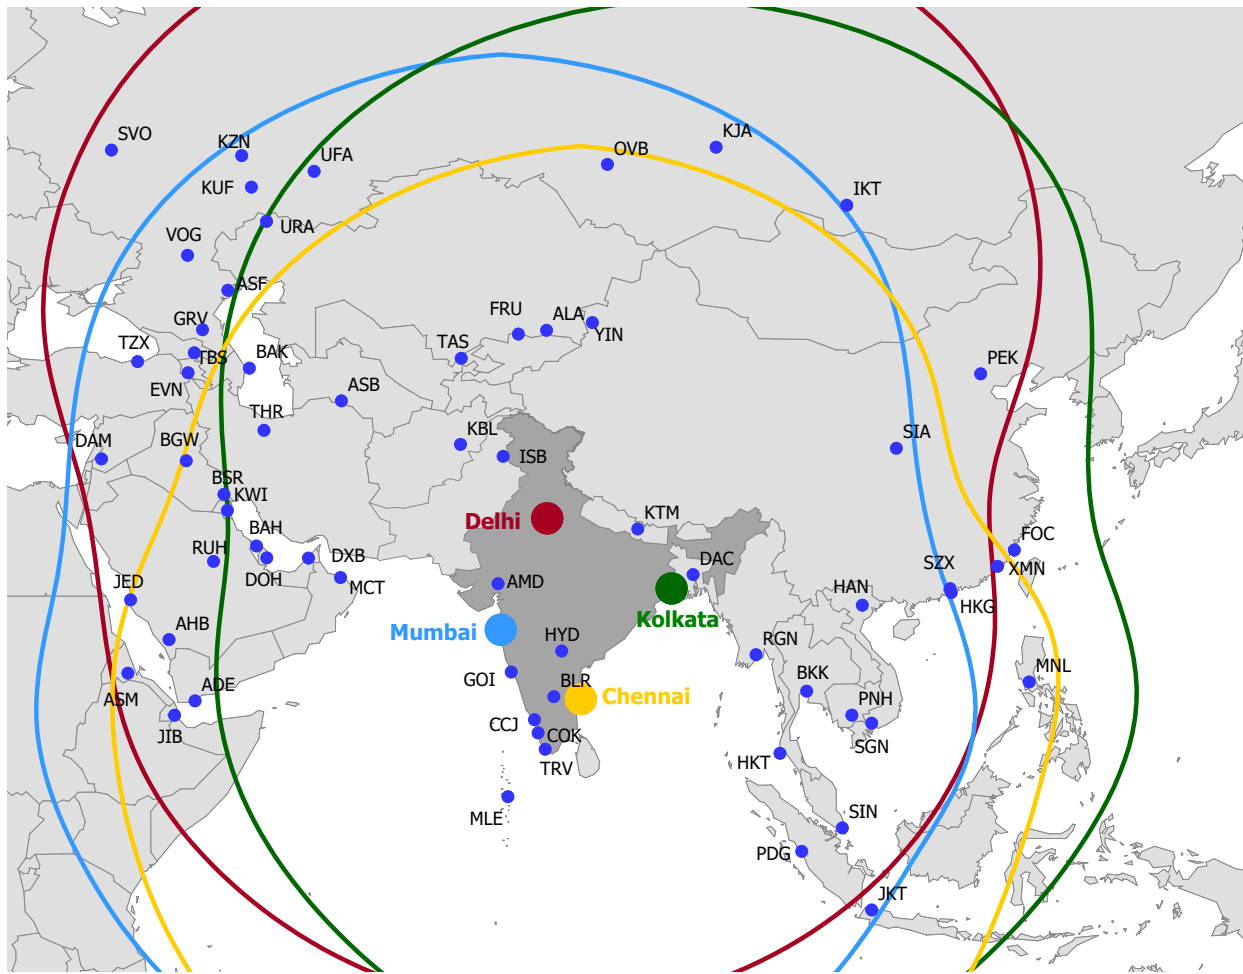 SVO
KZN
UFA
KUF
OVB
KJA
IKT
VOG
URA
ASF
GRV
TZX
TBS
EVN
BAK
FRU
ALA
YIN
TAS
ASB
PEK
DAM
BGW
THR
KBL
ISB
SIA
BSR
KWI
Delhi
KTM
BAH
RUH
DOH
DXB
MCT
DAC
FOC
XMN
SZX
HKG
JED
AMD
HAN
AHB
Mumbai
Kolkata
HYD
RGN
GOI
BLR
Chennai
BKK
MNL
ASM
ADE
JIB
CCJ
COK
TRV
PNH
SGN
HKT
MLE
SIN
PDG
JKT